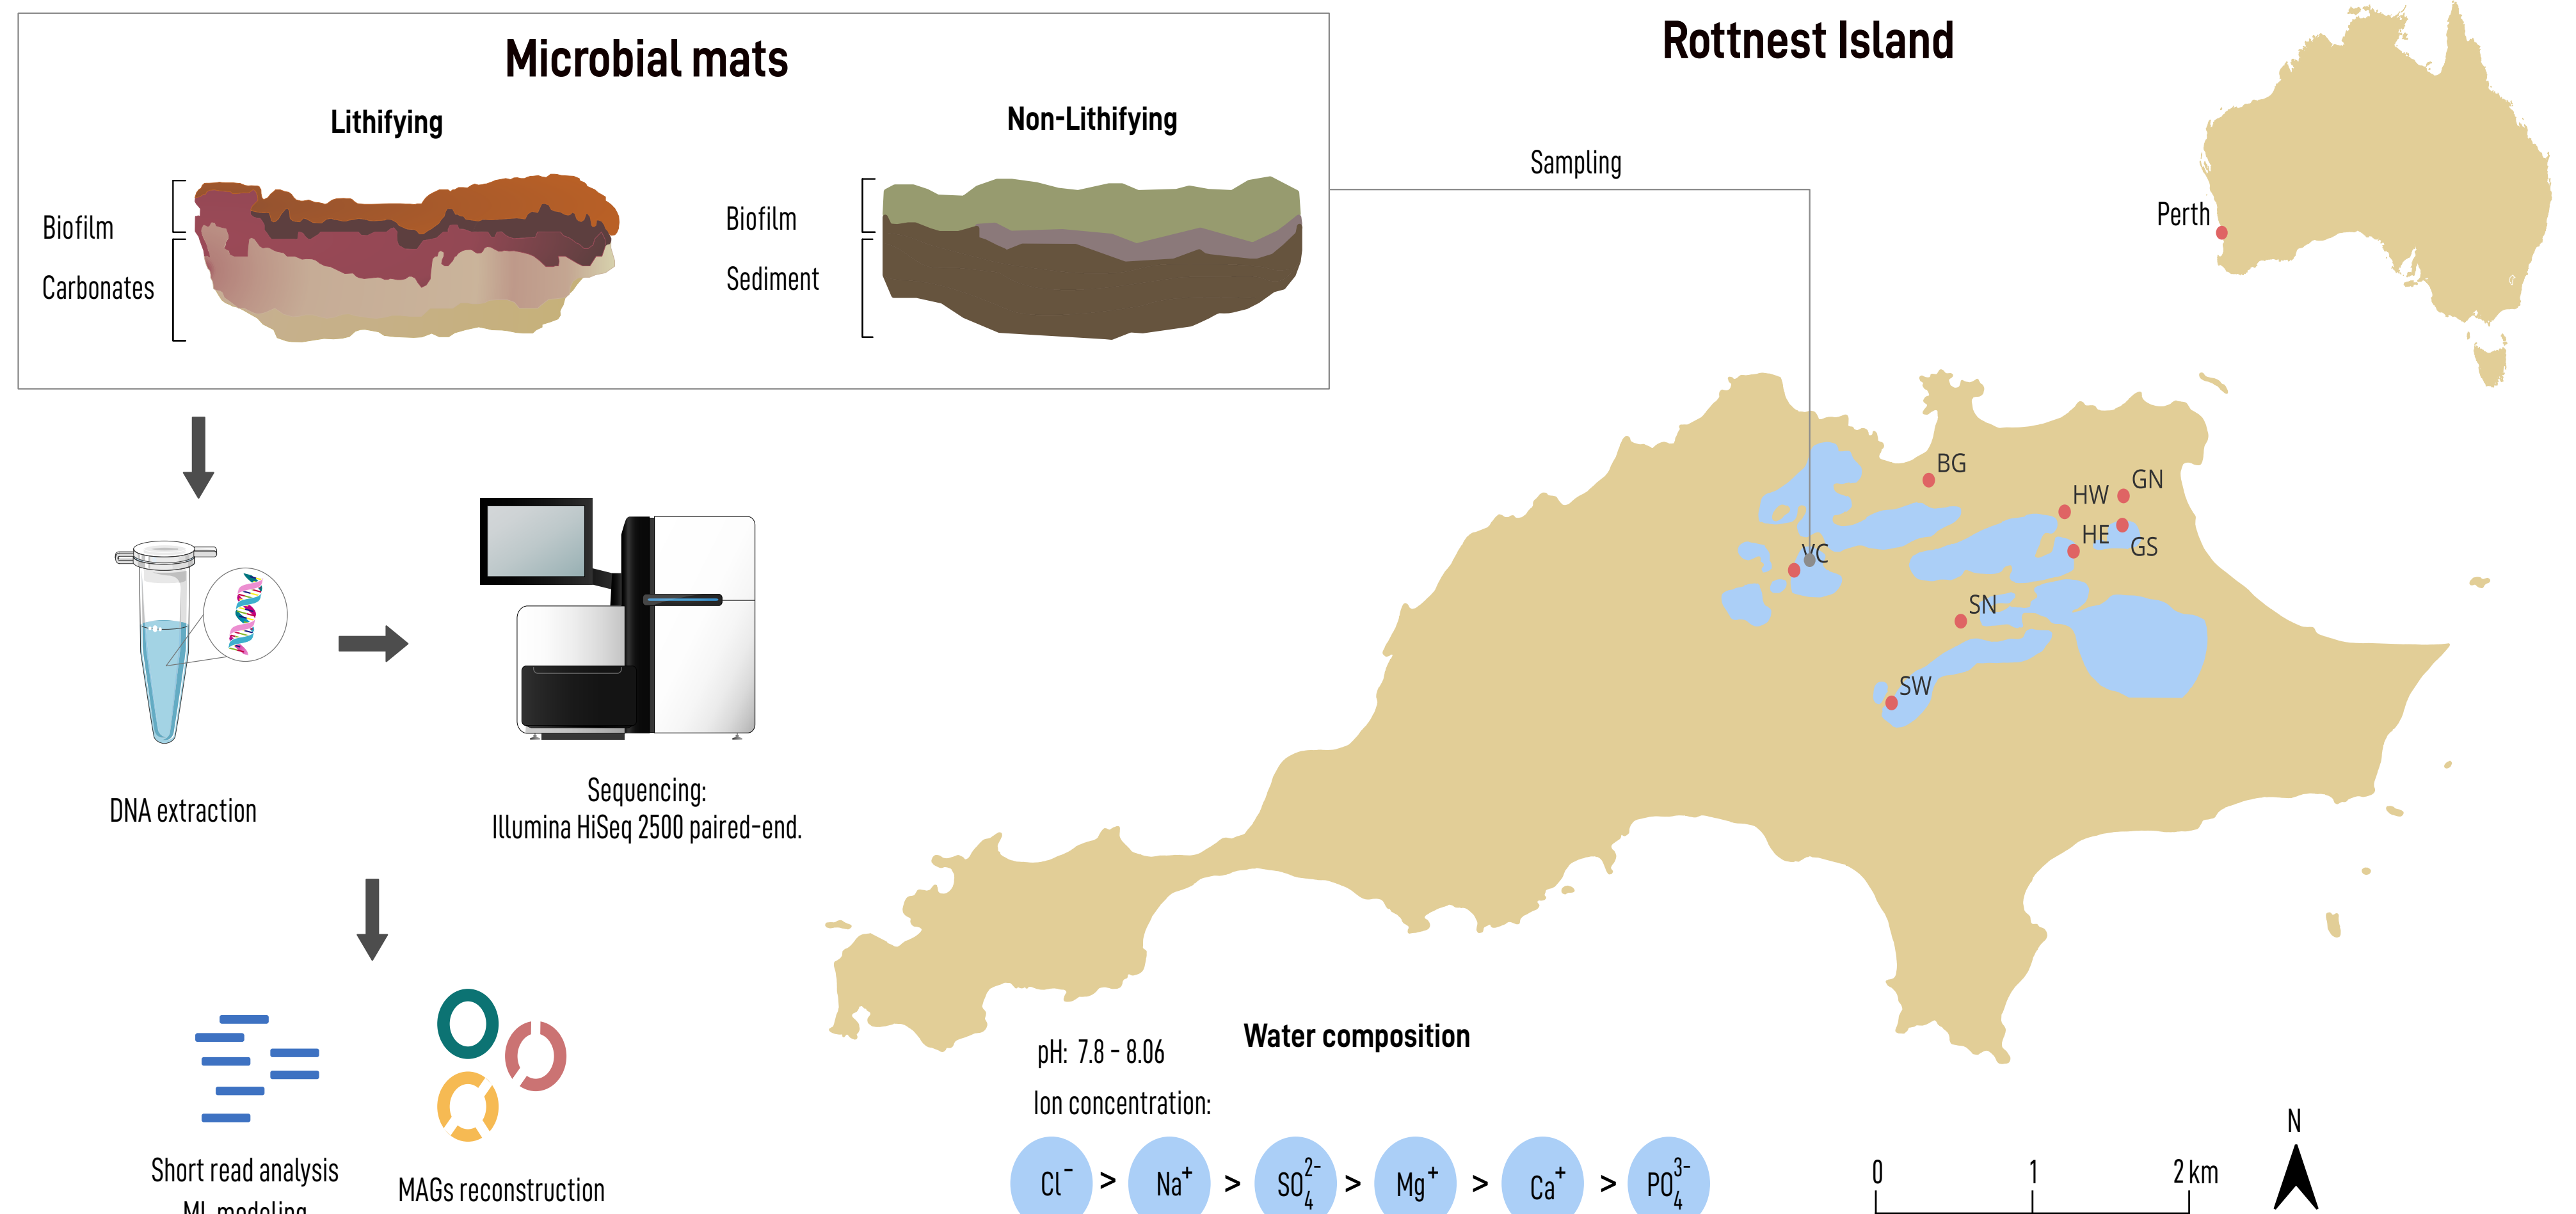 Microbial mats
Lithifying
Non-Lithifying
Biofilm
Carbonates
Biofilm
Sediment
Rottnest Island
Sampling
Perth
BG
GN
HW
HE
GS
VC
SN
SW
DNA extraction
Sequencing:
Illumina HiSeq 2500 paired-end.
Short read analysis
ML modeling
MAGs reconstruction
Water composition
pH: 7.8 - 8.06
Ion concentration:
Cl⁻ > Na⁺ > SO₄²⁻ > Mg⁺ > Ca⁺ > PO₄³⁻
0 1 2 km
N